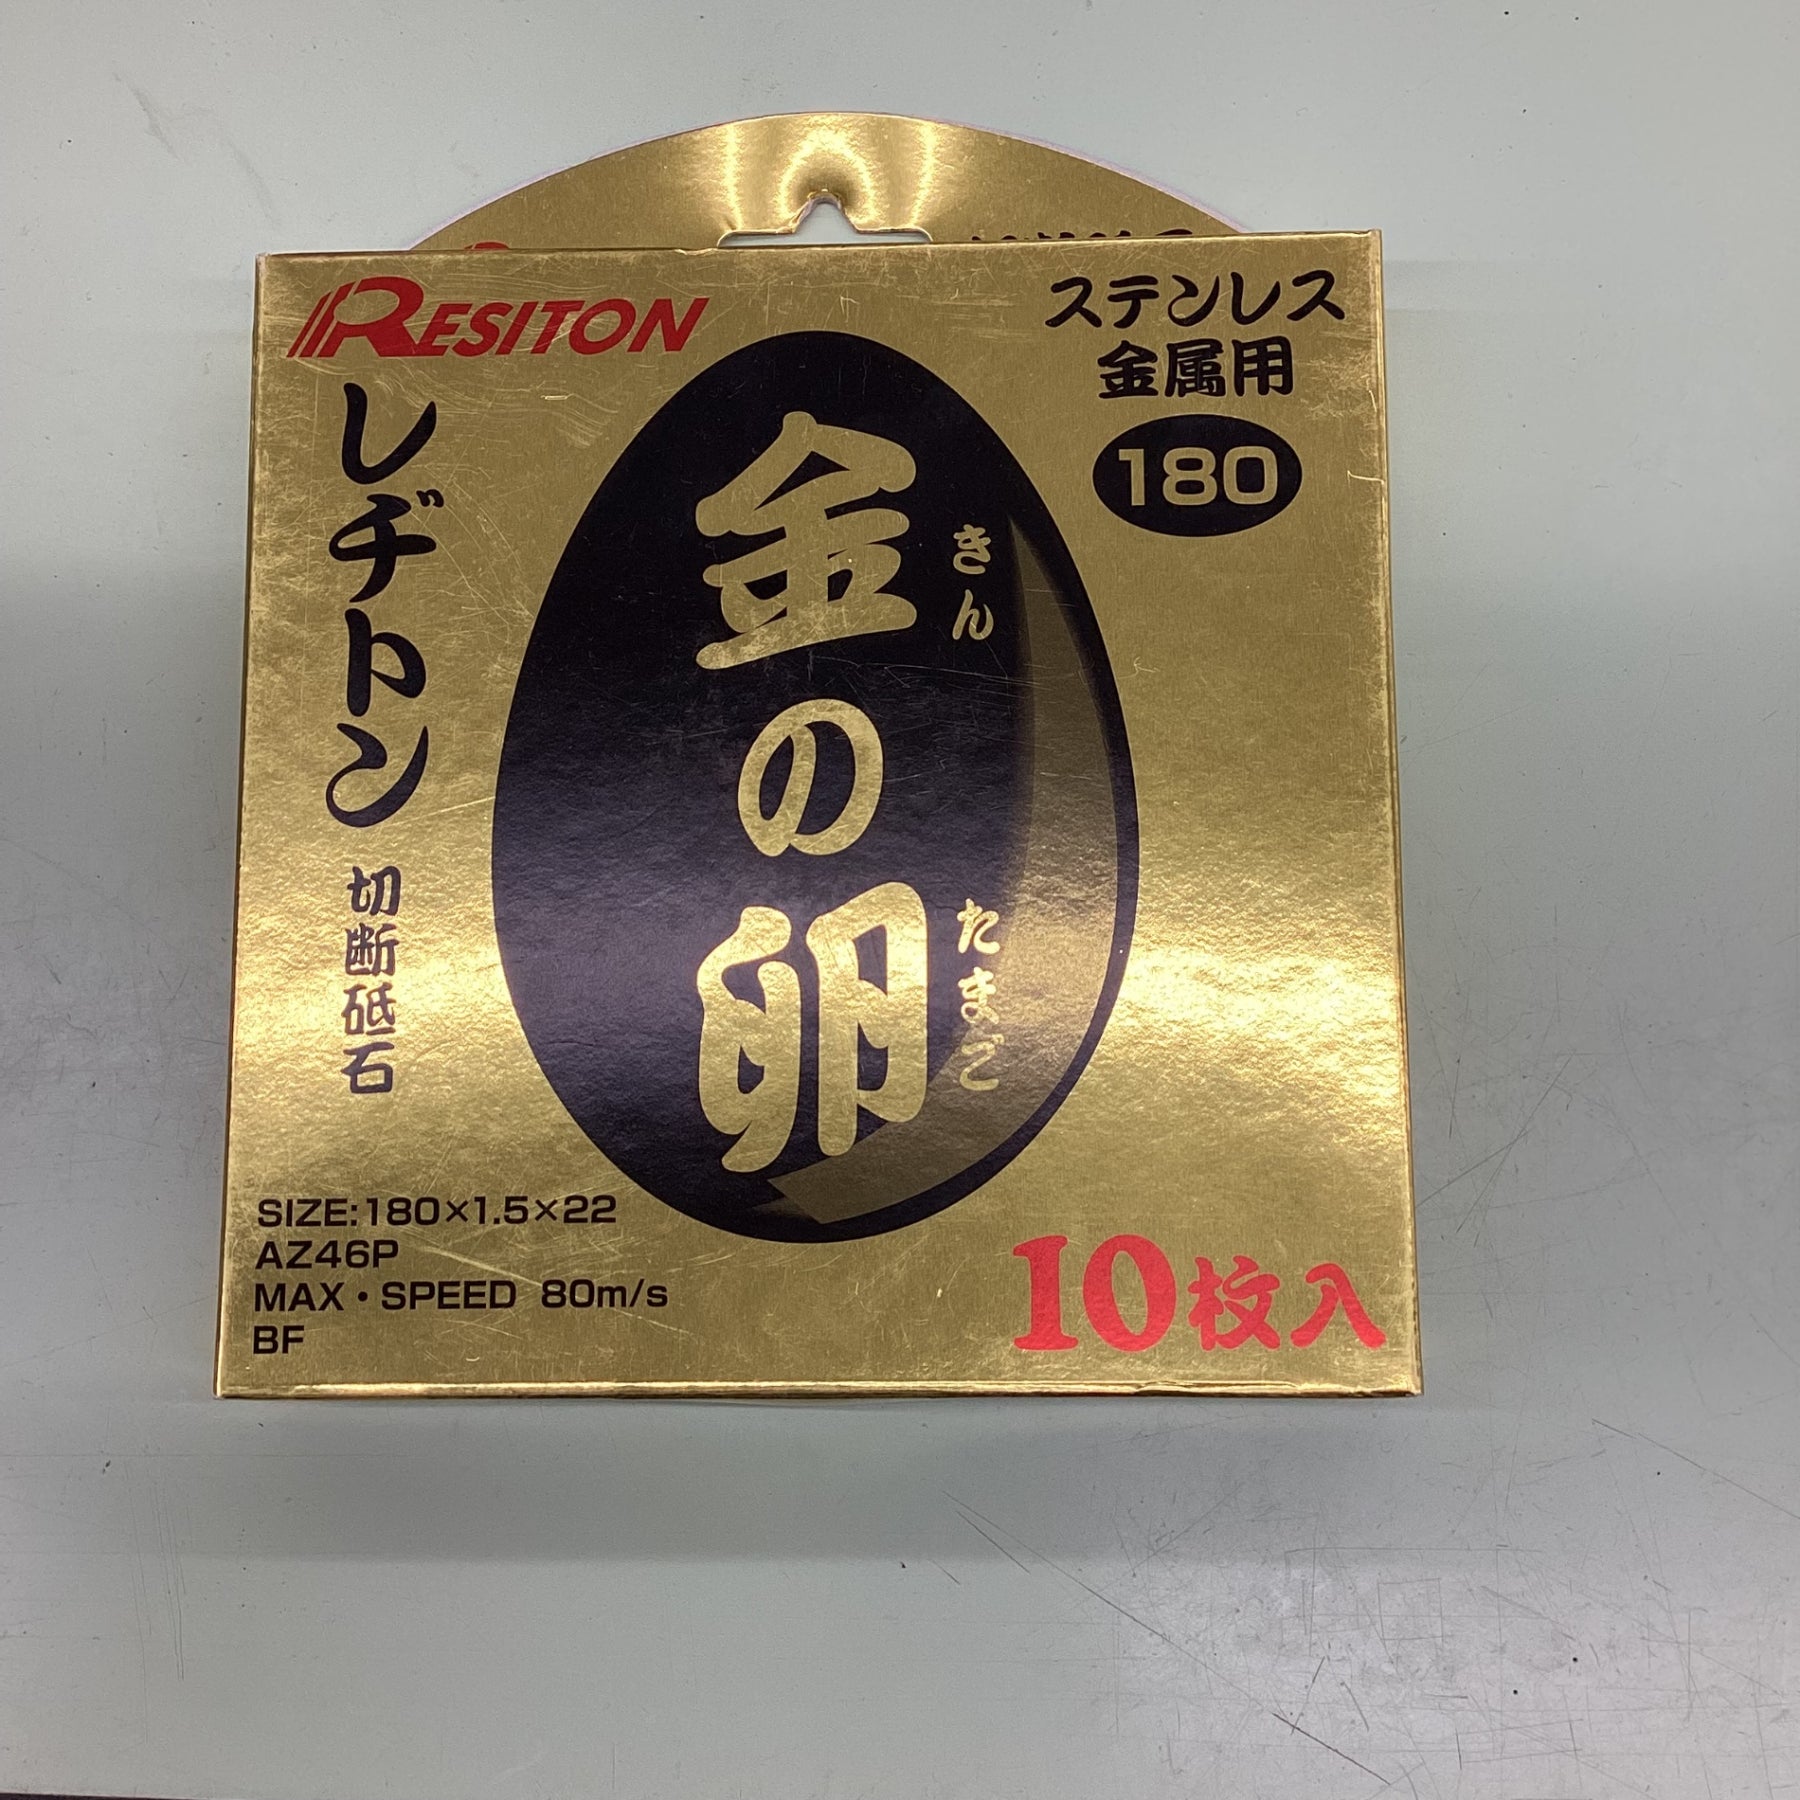 RESITON
ステンレス
金属用
180
レヂトン
切断砥石
金の卵
きん
たまご
SIZE:180×1.5×22
AZ46P
MAX・SPEED 80m/s
BF
10枚入